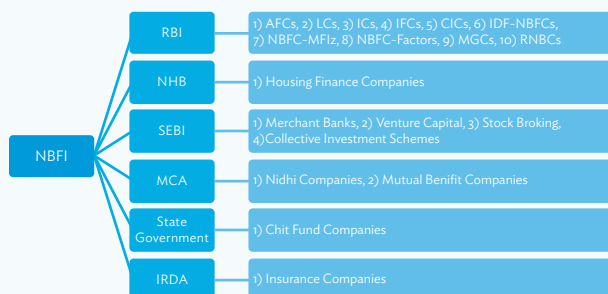 NBFI
RBI
1) AFCs, 2) LCs, 3) ICs, 4) IFCs, 5) CICs, 6) IDF-NBFCs,
7) NBFC-MFIz, 8) NBFC-Factors, 9) MGCs, 10) RNBCs
NHB
1) Housing Finance Companies
SEBI
1) Merchant Banks, 2) Venture Capital, 3) Stock Broking,
4)Collective Investment Schemes
MCA
1) Nidhi Companies, 2) Mutual Benifit Companies
State
Government
1) Chit Fund Companies
IRDA
1) Insurance Companies